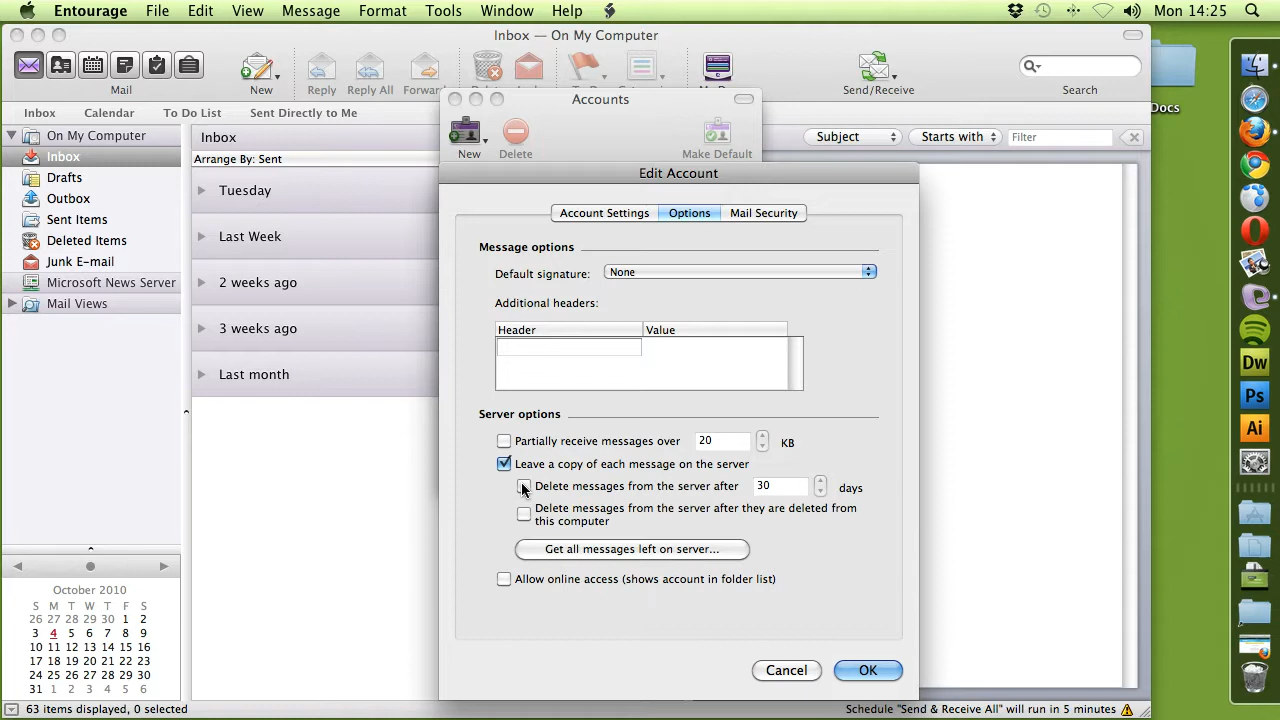 Entourage File Edit View Message Format Tools Window Help Mon 14:25
Inbox — On My Computer
Mail New Reply Reply All Forward Send/Receive Search
Docs
Inbox Calendar To Do List Sent Directly to Me
Accounts
New Delete Make Default
On My Computer
Inbox
Drafts
Outbox
Sent Items
Deleted Items
Junk E-mail
Microsoft News Server
Mail Views
Inbox
Subject Starts with Filter
Arrange By: Sent
Tuesday
Last Week
2 weeks ago
3 weeks ago
Last month
Edit Account
Account Settings Options Mail Security
Message options
Default signature: None
Additional headers:
Header Value
Server options
Partially receive messages over 20 KB
Leave a copy of each message on the server
Delete messages from the server after 30 days
Delete messages from the server after they are deleted from
this computer
Get all messages left on server...
Allow online access (shows account in folder list)
Cancel OK
October 2010
S M T W T F S
26 27 28 29 30 1 2
3 4 5 6 7 8 9
10 11 12 13 14 15 16
17 18 19 20 21 22 23
24 25 26 27 28 29 30
31 1 2 3 4 5 6
63 items displayed, 0 selected
Schedule "Send & Receive All" will run in 5 minutes
Dw
Ps
Ai